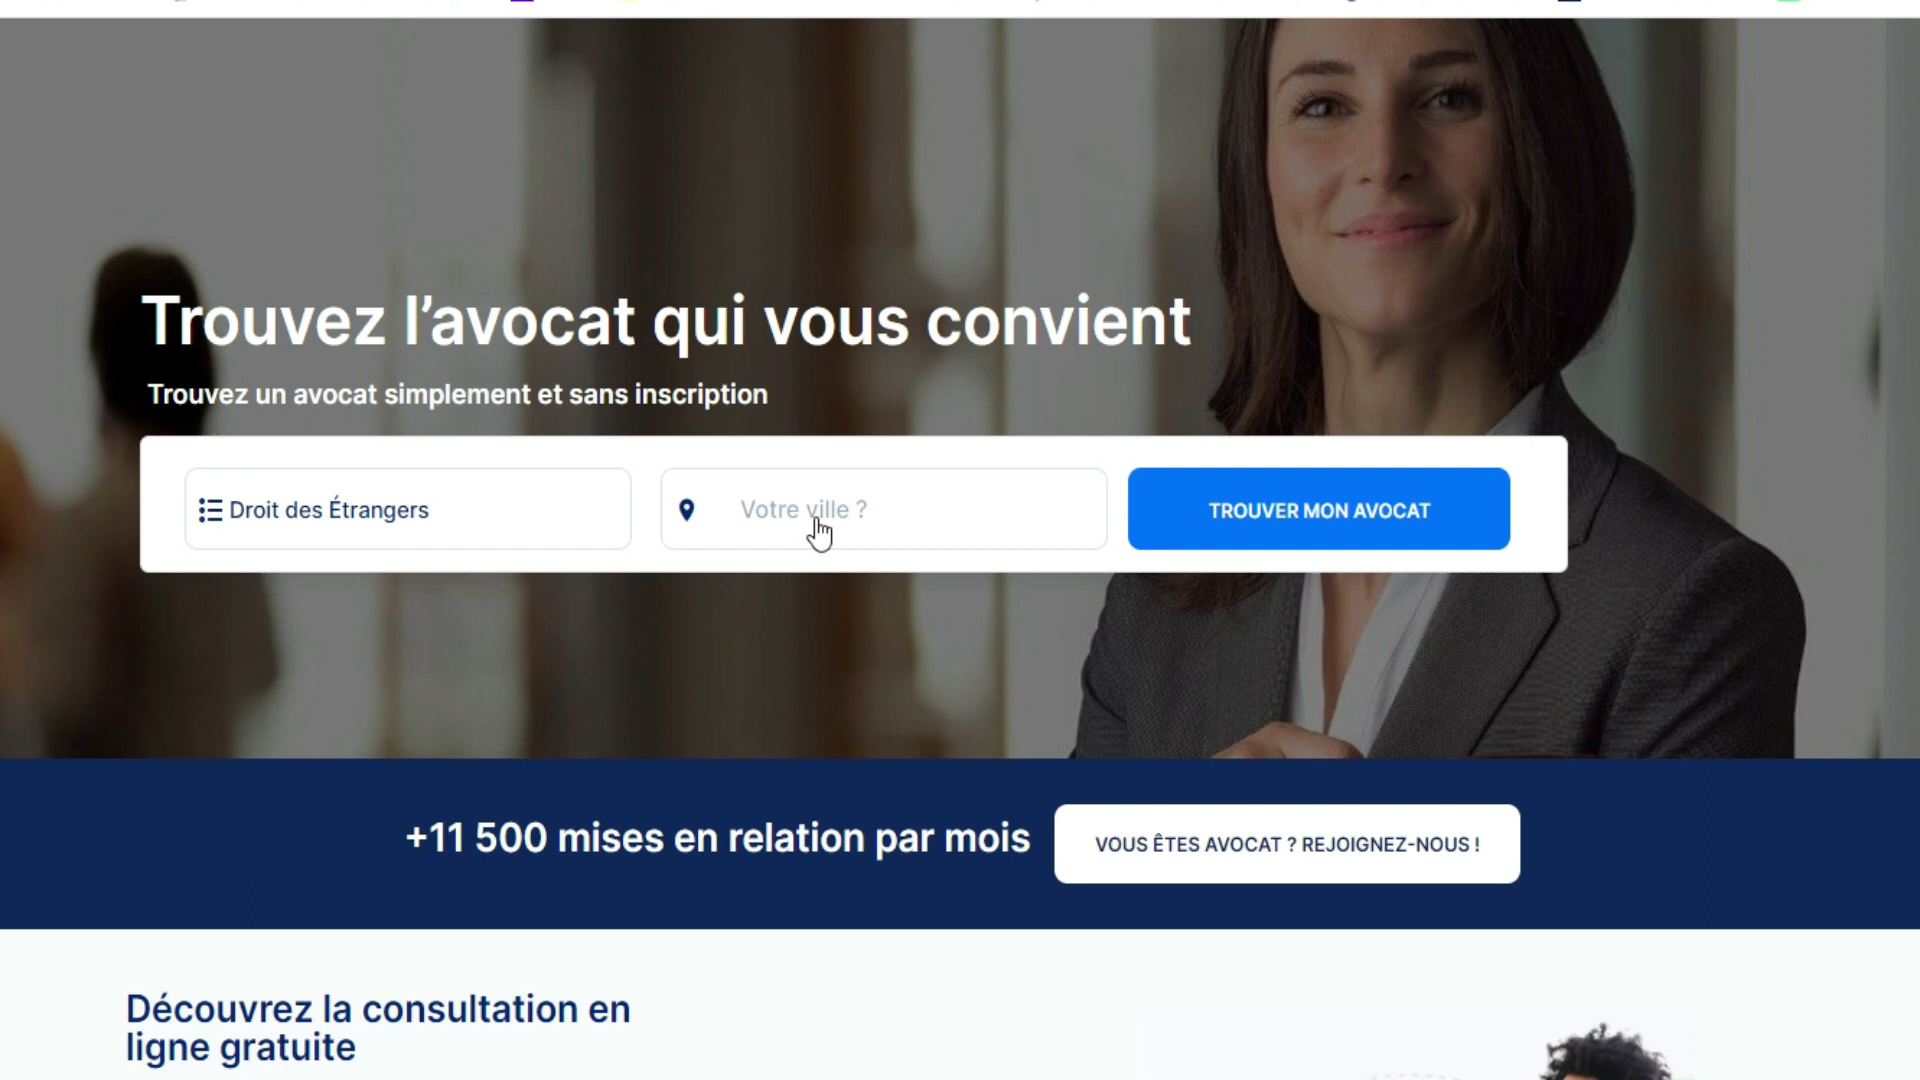 Trouvez l’avocat qui vous convient
Trouvez un avocat simplement et sans inscription
Droit des Étrangers
Votre ville ?
TROUVER MON AVOCAT
+11 500 mises en relation par mois
VOUS ÊTES AVOCAT ? REJOIGNEZ-NOUS !
Découvrez la consultation en
ligne gratuite